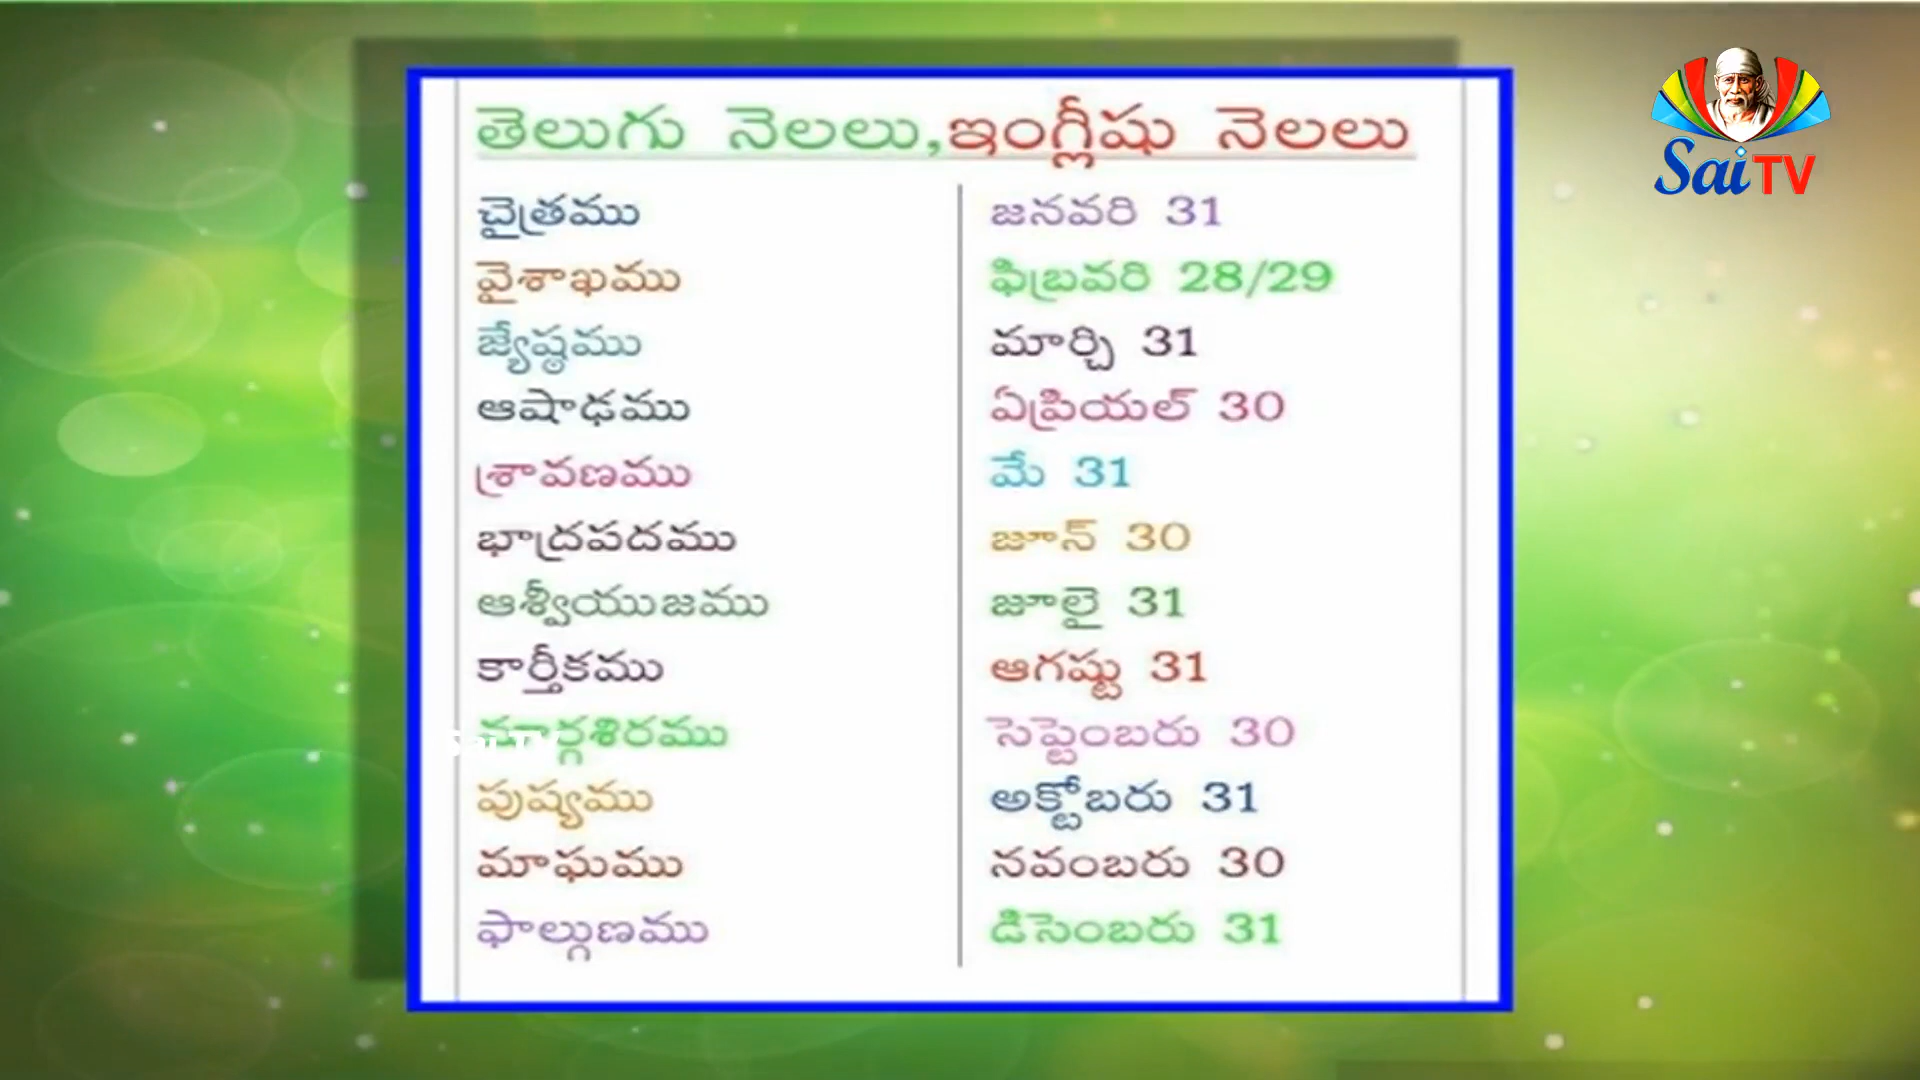 తెలుగు నెలలు,ఇంగ్లీషు నెలలు
చైత్రము జనవరి 31
వైశాఖము ఫిబ్రవరి 28/29
జ్యేష్ఠము మార్చి 31
ఆషాఢము ఏప్రియల్ 30
శ్రావణము మే 31
భాద్రపదము జూన్ 30
ఆశ్వీయుజము జూలై 31
కార్తీకము ఆగష్టు 31
మార్గశిరము సెప్టెంబరు 30
పుష్యము అక్టోబరు 31
మాఘము నవంబరు 30
ఫాల్గుణము డిసెంబరు 31
Sai TV
Sai TV